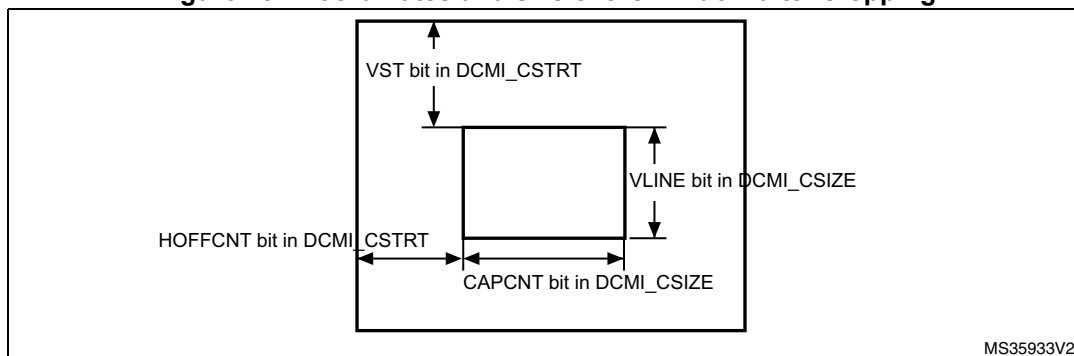 VST bit in DCMI_CSTRT
VLINE bit in DCMI_CSIZE
HOFFCNT bit in DCMI_CSTRT
CAPCNT bit in DCMI_CSIZE
MS35933V2